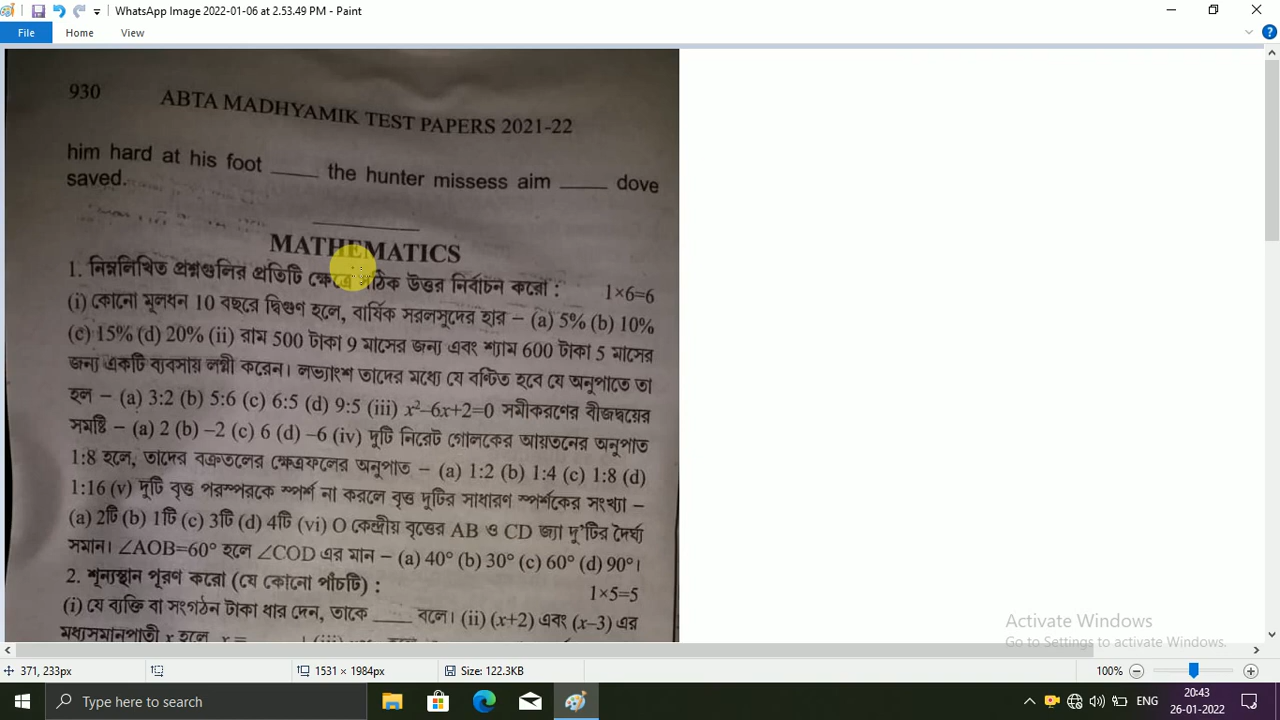 WhatsApp Image 2022-01-06 at 2.53.49 PM - Paint
File Home View
930 ABTA MADHYAMIK TEST PAPERS 2021-22
him hard at his foot ____ the hunter missess aim ____ dove
saved.
MATHEMATICS
1. নিম্নলিখিত প্রশ্নগুলির প্রতিটি ক্ষেত্রে সঠিক উত্তর নির্বাচন করো : 1×6=6
(i) কোনো মূলধন 10 বছরে দ্বিগুণ হলে, বার্ষিক সরলসুদের হার – (a) 5% (b) 10%
(c) 15% (d) 20% (ii) রাম 500 টাকা 9 মাসের জন্য এবং শ্যাম 600 টাকা 5 মাসের
জন্য একটি ব্যবসায় লগ্নী করেন। লভ্যাংশ তাদের মধ্যে যে বণ্টিত হবে যে অনুপাতে তা
হল – (a) 3:2 (b) 5:6 (c) 6:5 (d) 9:5 (iii) x²–6x+2=0 সমীকরণের বীজদ্বয়ের
সমষ্টি – (a) 2 (b) –2 (c) 6 (d) –6 (iv) দুটি নিরেট গোলকের আয়তনের অনুপাত
1:8 হলে, তাদের বক্রতলের ক্ষেত্রফলের অনুপাত – (a) 1:2 (b) 1:4 (c) 1:8 (d)
1:16 (v) দুটি বৃত্ত পরস্পরকে স্পর্শ না করলে বৃত্ত দুটির সাধারণ স্পর্শকের সংখ্যা –
(a) 2টি (b) 1টি (c) 3টি (d) 4টি (vi) O কেন্দ্রীয় বৃত্তের AB ও CD জ্যা দু'টির দৈর্ঘ্য
সমান। ∠AOB=60° হলে ∠COD এর মান – (a) 40° (b) 30° (c) 60° (d) 90°।
2. শূন্যস্থান পূরণ করো (যে কোনো পাঁচটি) : 1×5=5
(i) যে ব্যক্তি বা সংগঠন টাকা ধার দেন, তাকে ____ বলে। (ii) (x+2) এবং (x–3) এর
মধ্যসমানপাতী x হলে x =
Activate Windows
Go to Settings to activate Windows.
371, 233px 1531 × 1984px Size: 122.3KB 100%
Type here to search
ENG 20:43
26-01-2022